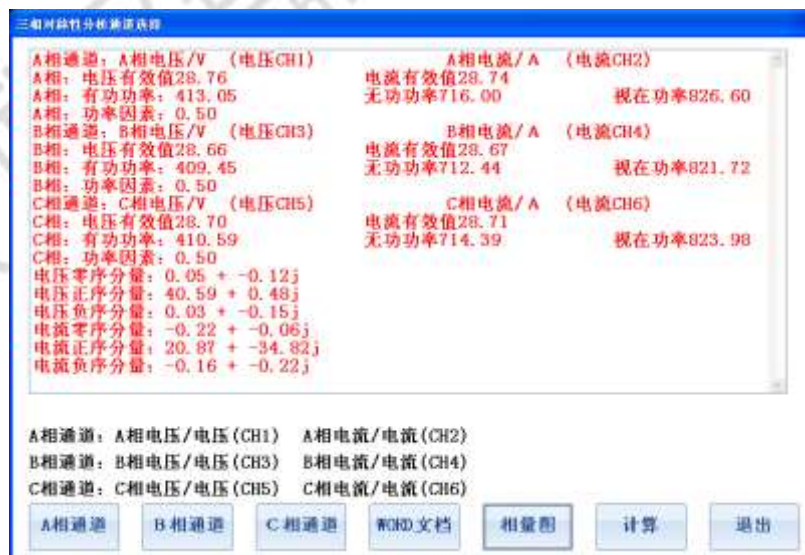 三相对称性分析通道选择
A相通道：A相电压/V （电压CH1） A相电流/A （电流CH2）
A相：电压有效值28.76 电流有效值28.74
A相：有功功率：413.05 无功功率716.00 视在功率826.60
A相：功率因素：0.50
B相通道：B相电压/V （电压CH3） B相电流/A （电流CH4）
B相：电压有效值28.66 电流有效值28.67
B相：有功功率：409.45 无功功率712.44 视在功率821.72
B相：功率因素：0.50
C相通道：C相电压/V （电压CH5） C相电流/A （电流CH6）
C相：电压有效值28.70 电流有效值28.71
C相：有功功率：410.59 无功功率714.39 视在功率823.98
C相：功率因素：0.50
电压零序分量：0.05 + -0.12j
电压正序分量：40.59 + 0.48j
电压负序分量：0.03 + -0.15j
电流零序分量：-0.22 + -0.06j
电流正序分量：20.87 + -34.82j
电流负序分量：-0.16 + -0.22j
A相通道：A相电压/电压(CH1) A相电流/电流(CH2)
B相通道：B相电压/电压(CH3) B相电流/电流(CH4)
C相通道：C相电压/电压(CH5) C相电流/电流(CH6)
A相通道 B相通道 C相通道 WORD文档 相量图 计算 退出